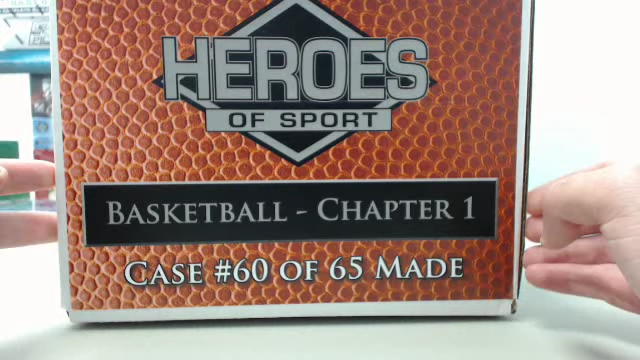 HEROES
OF SPORT
BASKETBALL - CHAPTER 1
CASE #60 OF 65 MADE